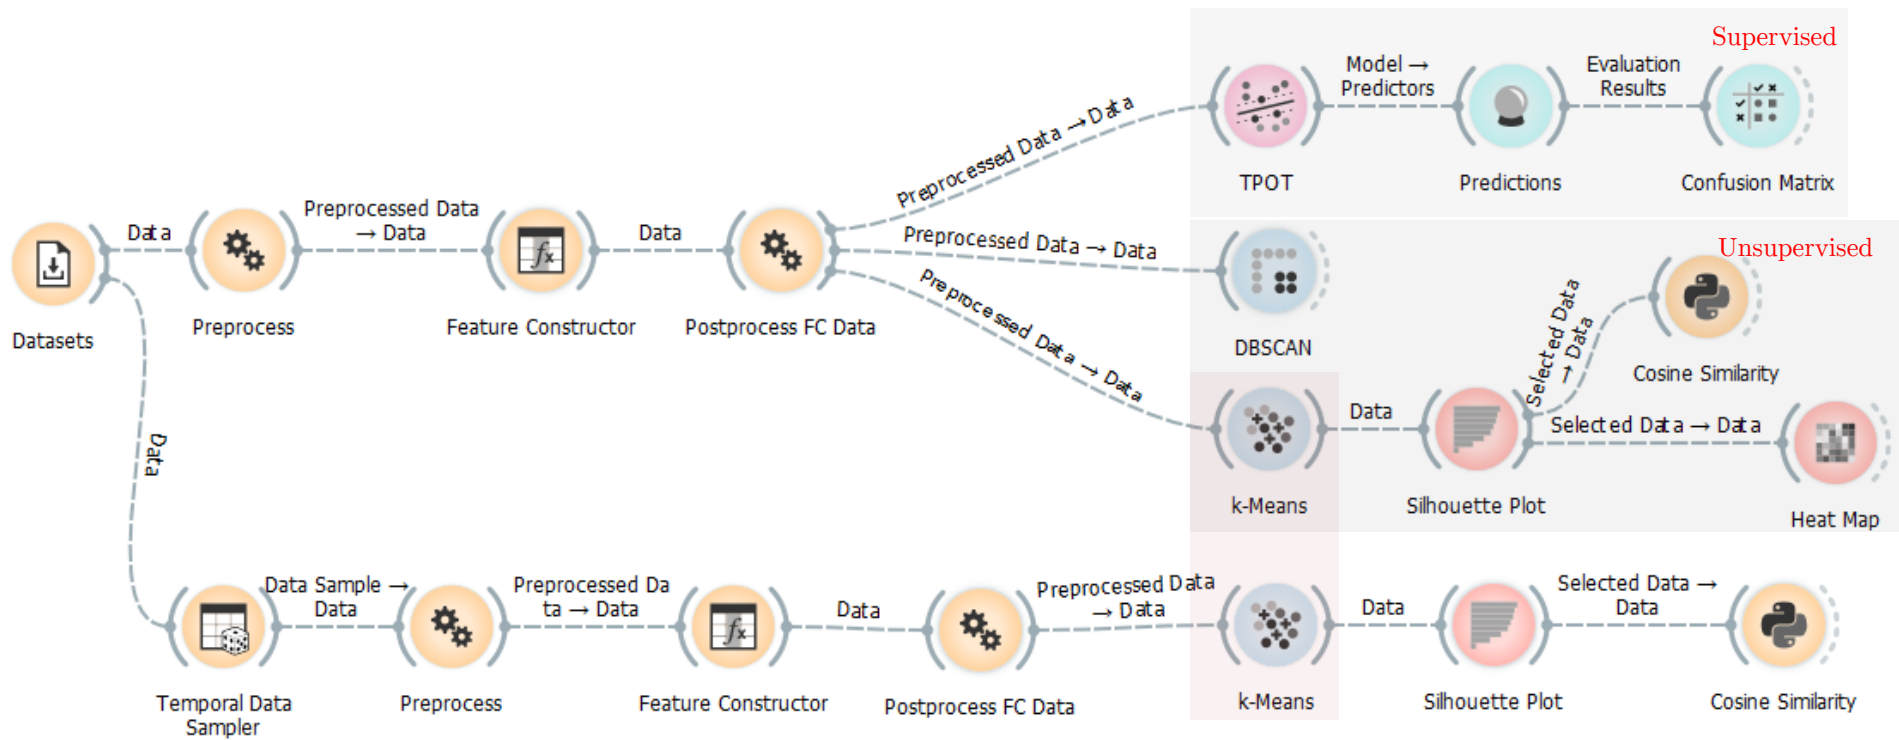 Supervised
Model →
Predictors
Evaluation
Results
Preprocessed Data → Data
TPOT
Predictions
Confusion Matrix
Data
Preprocessed Data
→ Data
Data
Preprocessed Data → Data
Unsupervised
Datasets
Preprocess
Feature Constructor
Postprocess FC Data
Preprocessed Data → Data
DBSCAN
Selected Data
→ Data
Cosine Similarity
Data
Selected Data → Data
k-Means
Silhouette Plot
Heat Map
Data
Data Sample →
Data
Preprocessed Da
ta → Data
Data
Preprocessed Data
→ Data
Data
Selected Data →
Data
Temporal Data
Sampler
Preprocess
Feature Constructor
Postprocess FC Data
k-Means
Silhouette Plot
Cosine Similarity